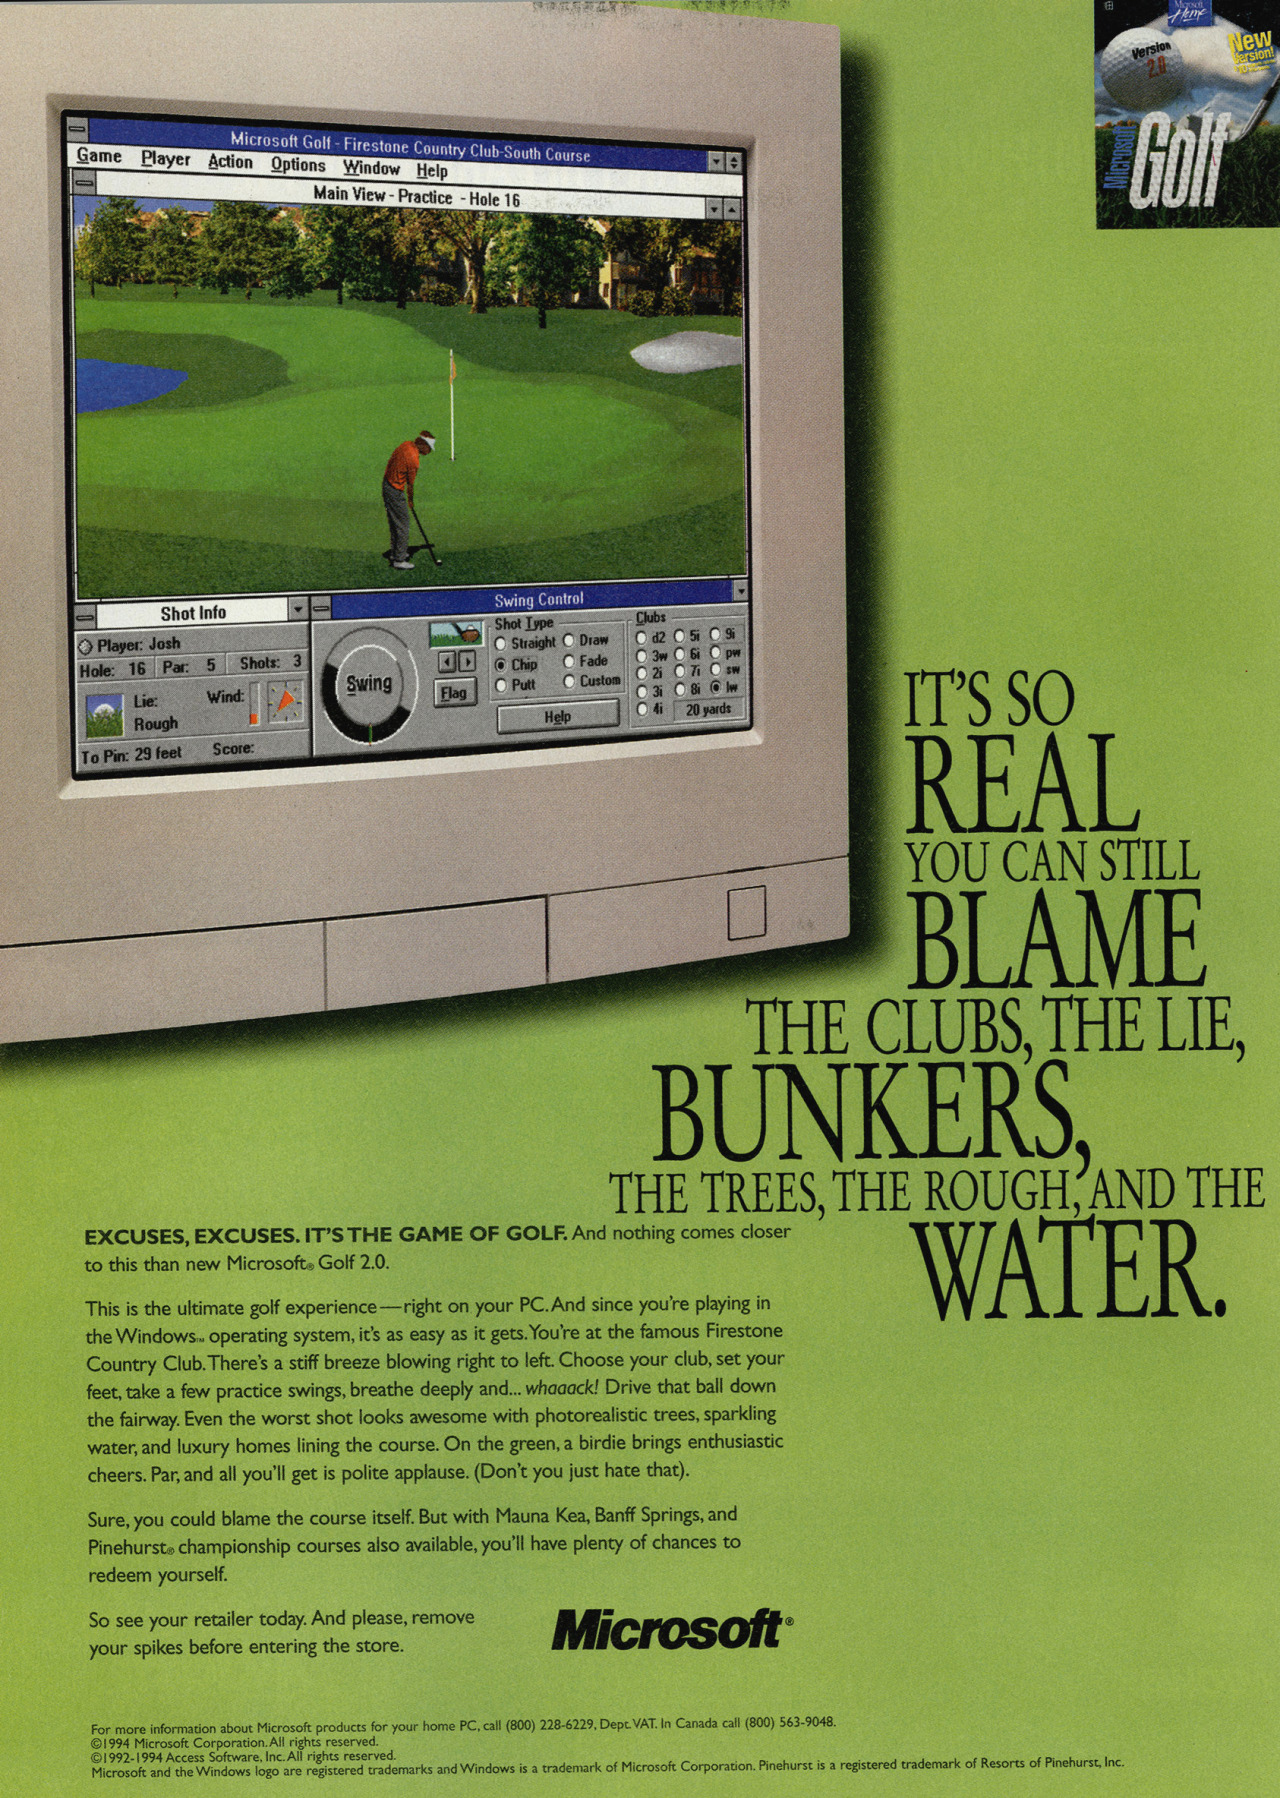 Microsoft Home
Version 2.0
New Version!
Microsoft Golf
Microsoft Golf - Firestone Country Club-South Course
Game Player Action Options Window Help
Main View - Practice - Hole 16
Shot Info
Player: Josh
Hole: 16 Par: 5 Shots: 3
Lie: Rough
Wind:
To Pin: 29 feet Score:
Swing Control
Swing
Flag
Shot Type
Straight Draw
Chip Fade
Putt Custom
Help
Clubs
d2 5i 9i
3w 6i pw
2i 7i sw
3i 8i lw
4i 20 yards
IT'S SO
REAL
YOU CAN STILL
BLAME
THE CLUBS, THE LIE,
BUNKERS,
THE TREES, THE ROUGH, AND THE
WATER.
EXCUSES, EXCUSES. IT'S THE GAME OF GOLF. And nothing comes closer
to this than new Microsoft® Golf 2.0.
This is the ultimate golf experience—right on your PC. And since you're playing in
the Windows™ operating system, it's as easy as it gets. You're at the famous Firestone
Country Club. There's a stiff breeze blowing right to left. Choose your club, set your
feet, take a few practice swings, breathe deeply and... whaaack! Drive that ball down
the fairway. Even the worst shot looks awesome with photorealistic trees, sparkling
water, and luxury homes lining the course. On the green, a birdie brings enthusiastic
cheers. Par, and all you'll get is polite applause. (Don't you just hate that).
Sure, you could blame the course itself. But with Mauna Kea, Banff Springs, and
Pinehurst® championship courses also available, you'll have plenty of chances to
redeem yourself.
So see your retailer today. And please, remove
your spikes before entering the store.
Microsoft®
For more information about Microsoft products for your home PC, call (800) 228-6229, Dept. VAT. In Canada call (800) 563-9048.
©1994 Microsoft Corporation. All rights reserved.
©1992-1994 Access Software, Inc. All rights reserved.
Microsoft and the Windows logo are registered trademarks and Windows is a trademark of Microsoft Corporation. Pinehurst is a registered trademark of Resorts of Pinehurst, Inc.